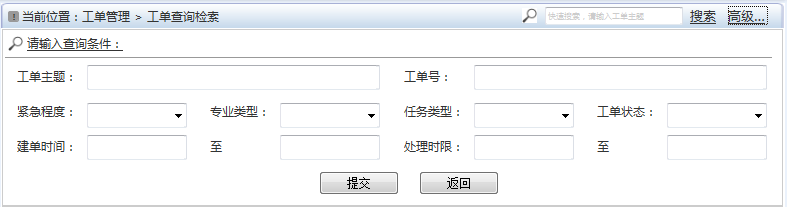 当前位置：工单管理 > 工单查询检索 快速搜索，请输入工单主题 搜索 高级...
请输入查询条件：
工单主题： 工单号：
紧急程度： 专业类型： 任务类型： 工单状态：
建单时间： 至 处理时限： 至
提交 返回